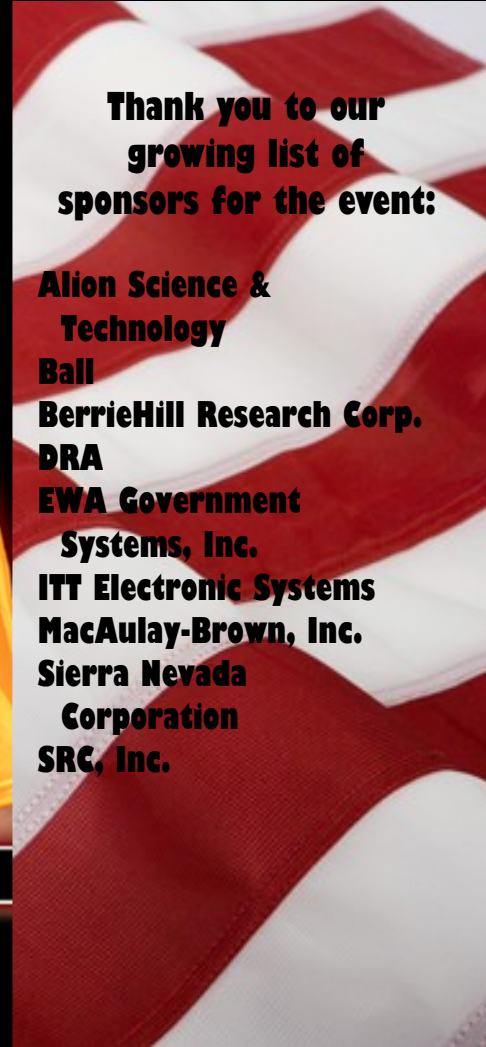 Thank you to our
growing list of
sponsors for the event:
Alion Science &
Technology
Ball
BerrieHill Research Corp.
DRA
EWA Government
Systems, Inc.
ITT Electronic Systems
MacAulay-Brown, Inc.
Sierra Nevada
Corporation
SRC, Inc.